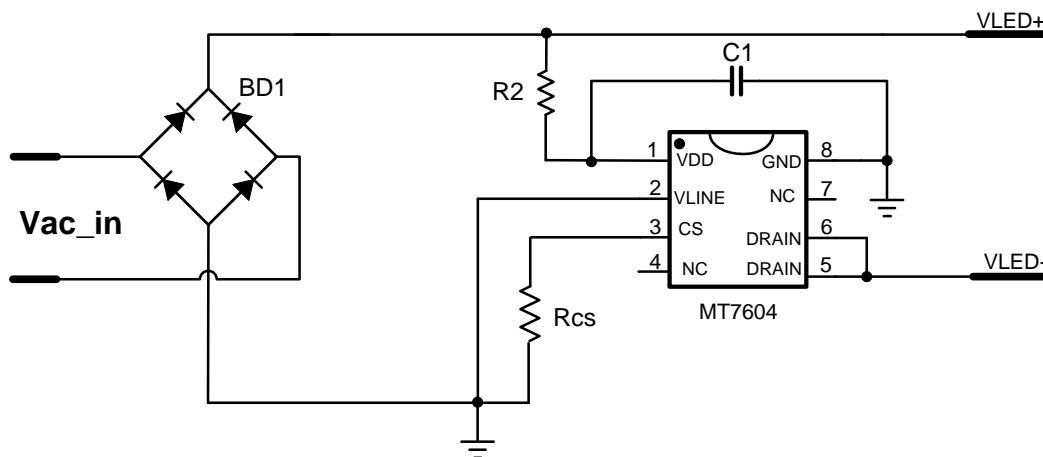 VLED+
C1
BD1
R2
1 VDD GND 8
2 VLINE NC 7
Vac_in
3 CS DRAIN 6
4 NC DRAIN 5
VLED-
Rcs
MT7604